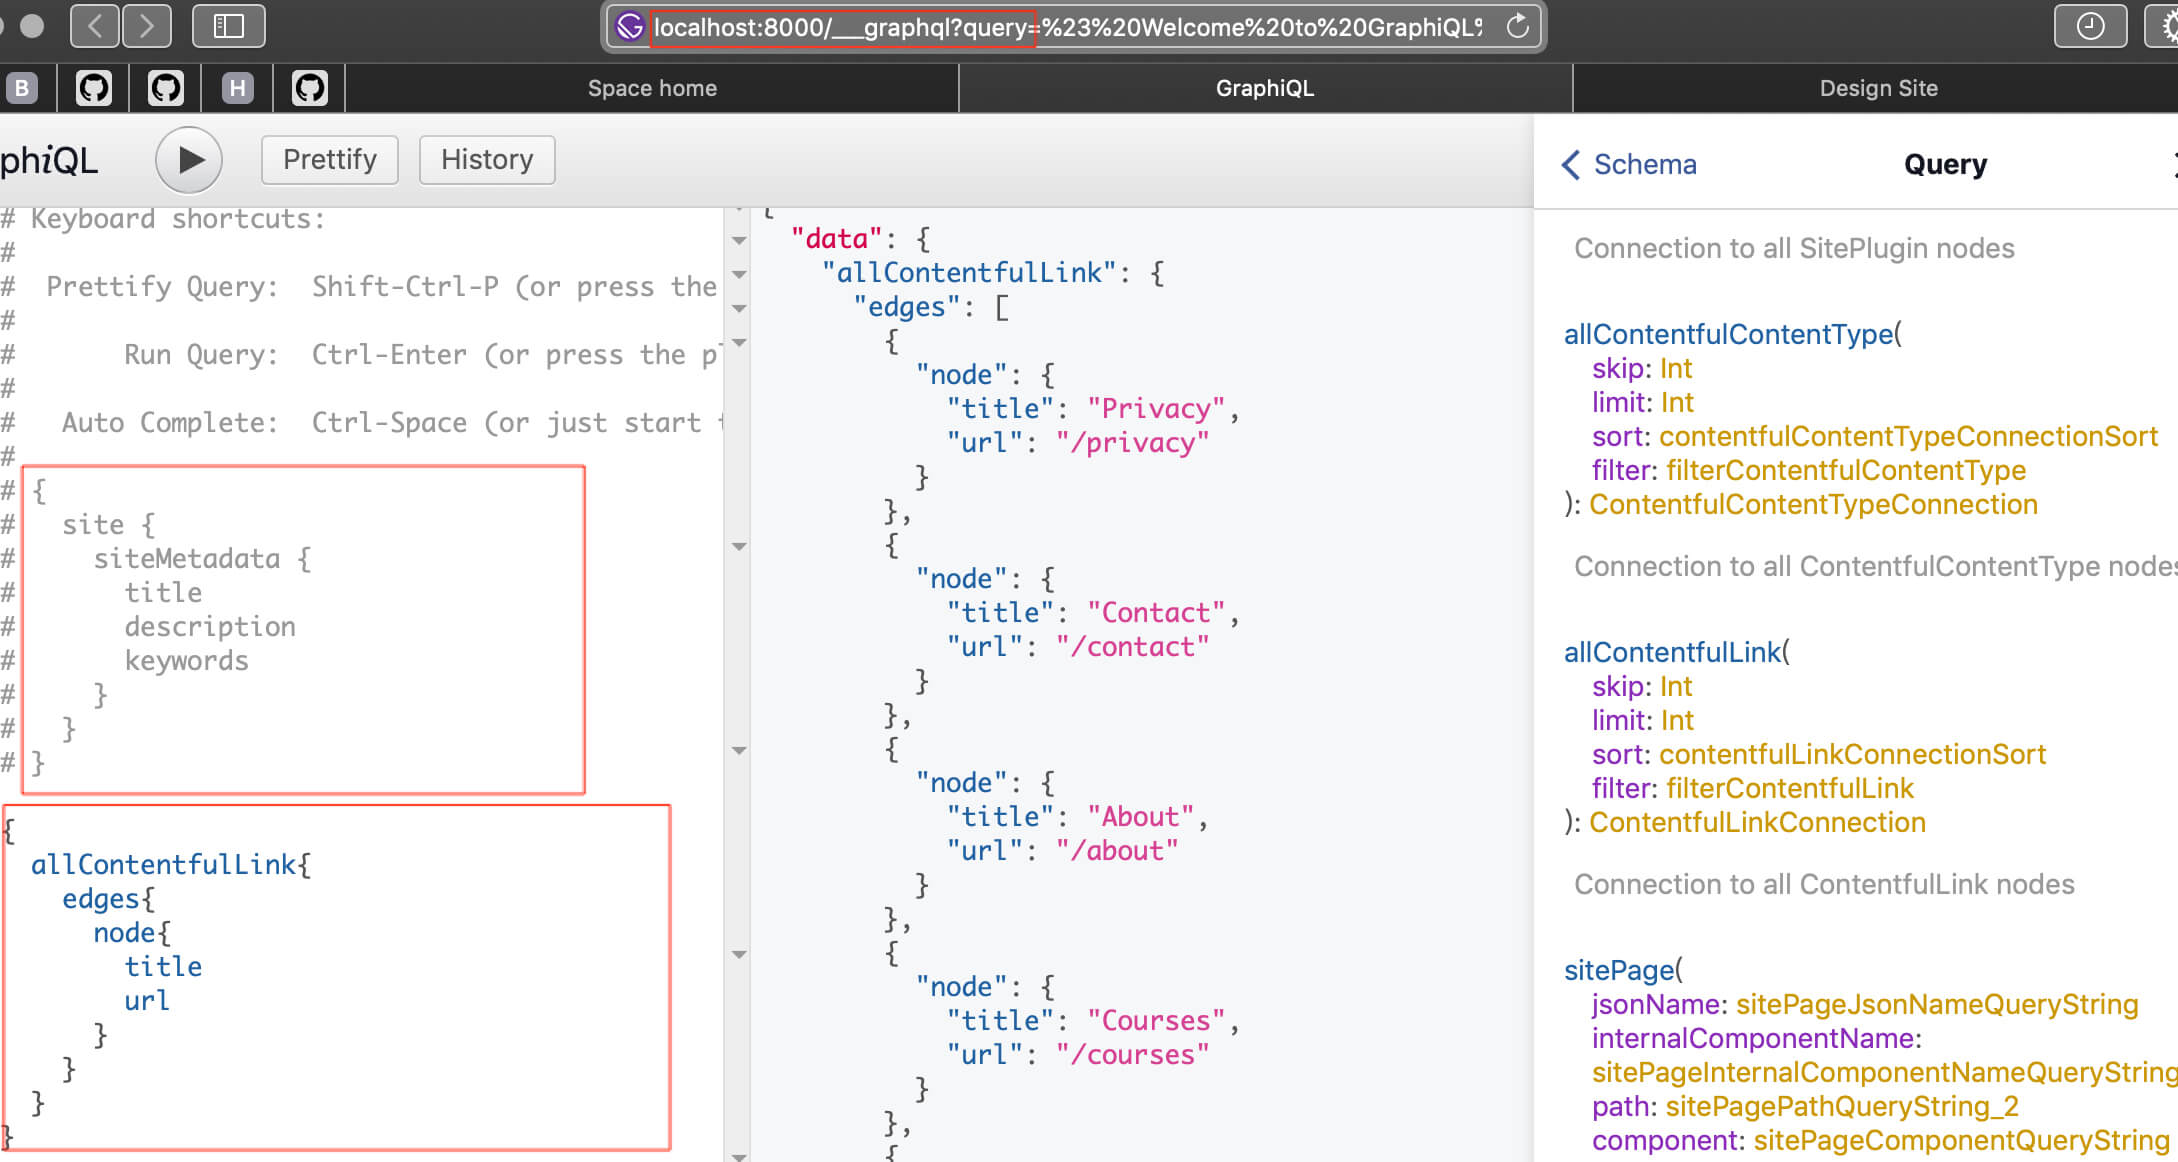 localhost:8000/___graphql?query=%23%20Welcome%20to%20GraphiQL%
B
H
Space home
GraphiQL
Design Site
phiQL
Prettify
History
Schema
Query
# Keyboard shortcuts:
#
#  Prettify Query:  Shift-Ctrl-P (or press the
#
#       Run Query:  Ctrl-Enter (or press the p
#
#   Auto Complete:  Ctrl-Space (or just start
#
# {
#   site {
#     siteMetadata {
#       title
#       description
#       keywords
#     }
#   }
# }
{
  allContentfulLink{
    edges{
      node{
        title
        url
      }
    }
  }
}
{
  "data": {
    "allContentfulLink": {
      "edges": [
        {
          "node": {
            "title": "Privacy",
            "url": "/privacy"
          }
        },
        {
          "node": {
            "title": "Contact",
            "url": "/contact"
          }
        },
        {
          "node": {
            "title": "About",
            "url": "/about"
          }
        },
        {
          "node": {
            "title": "Courses",
            "url": "/courses"
          }
        },
        {
Connection to all SitePlugin nodes
allContentfulContentType(
skip: Int
limit: Int
sort: contentfulContentTypeConnectionSort
filter: filterContentfulContentType
): ContentfulContentTypeConnection
Connection to all ContentfulContentType nodes
allContentfulLink(
skip: Int
limit: Int
sort: contentfulLinkConnectionSort
filter: filterContentfulLink
): ContentfulLinkConnection
Connection to all ContentfulLink nodes
sitePage(
jsonName: sitePageJsonNameQueryString
internalComponentName:
sitePageInternalComponentNameQueryString
path: sitePagePathQueryString_2
component: sitePageComponentQueryString